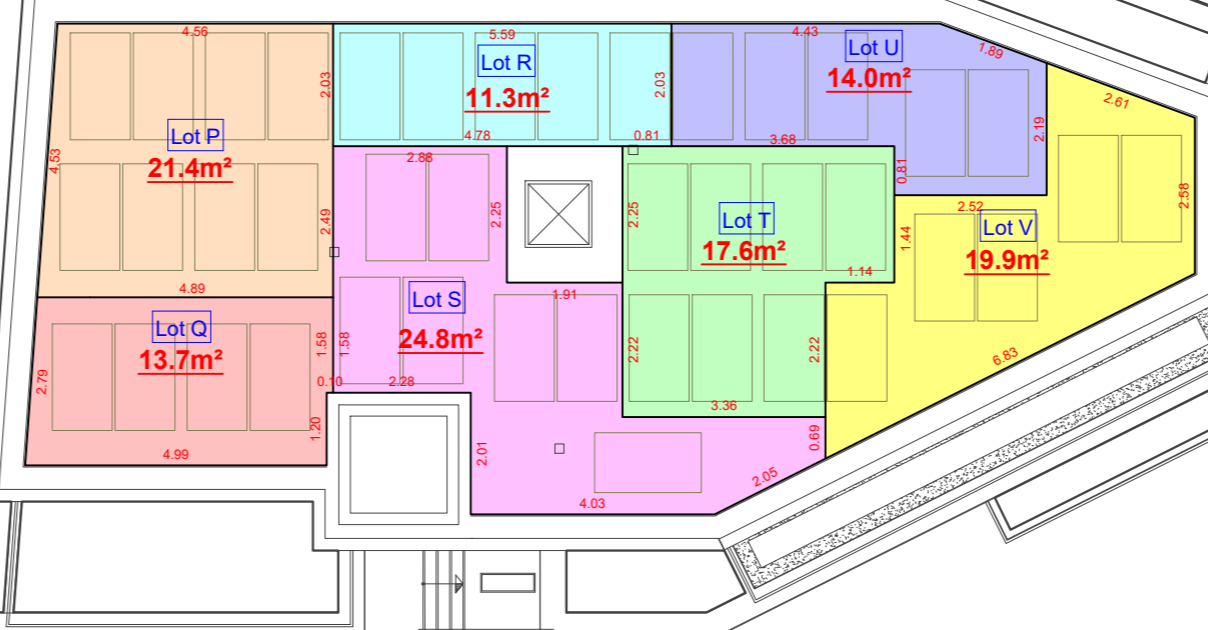 4.56
5.59
4.43
1.89
Lot R
Lot U
11.3m²
14.0m²
2.03
2.03
2.61
Lot P
4.78
0.81
3.68
2.19
21.4m²
4.53
2.88
0.81
2.58
2.49
2.25
2.25
Lot T
2.52
Lot V
1.44
17.6m²
19.9m²
4.89
1.14
Lot S
1.91
Lot Q
24.8m²
13.7m²
1.58
1.58
2.22
2.22
6.83
2.79
0.10
2.28
3.36
1.20
0.69
4.99
2.01
2.05
4.03